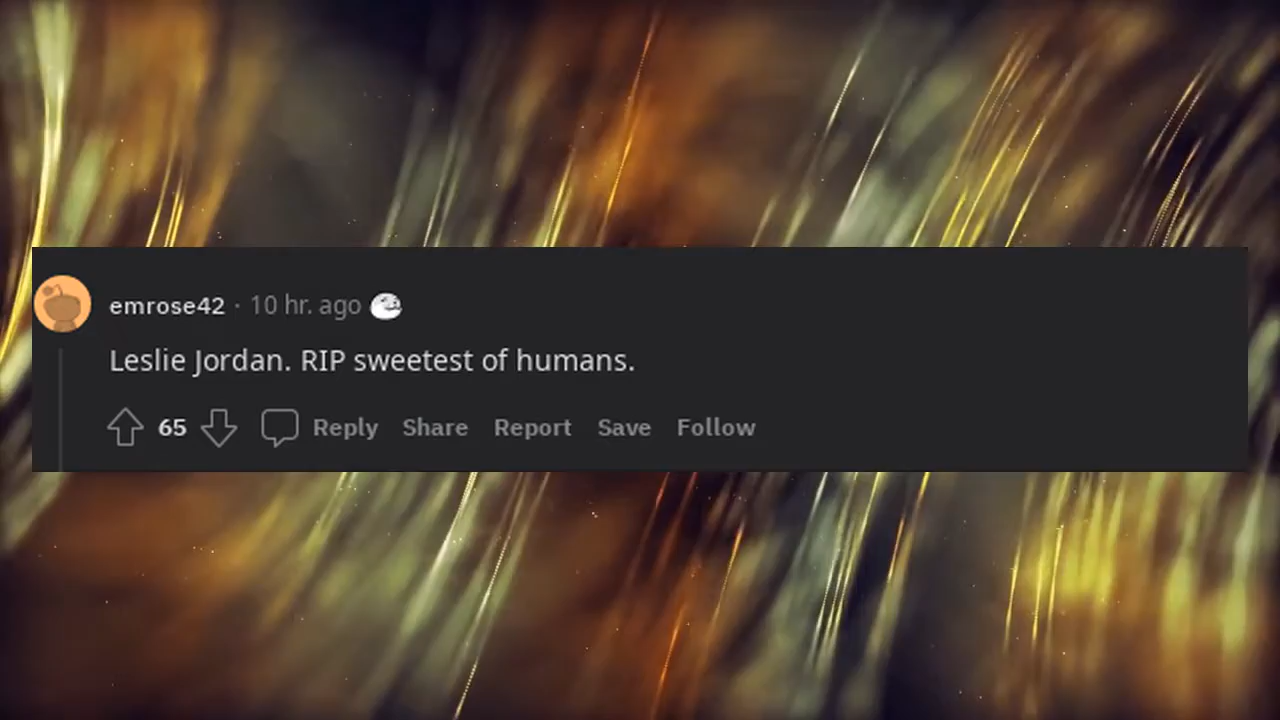 emrose42 · 10 hr. ago
Leslie Jordan. RIP sweetest of humans.
65 Reply Share Report Save Follow